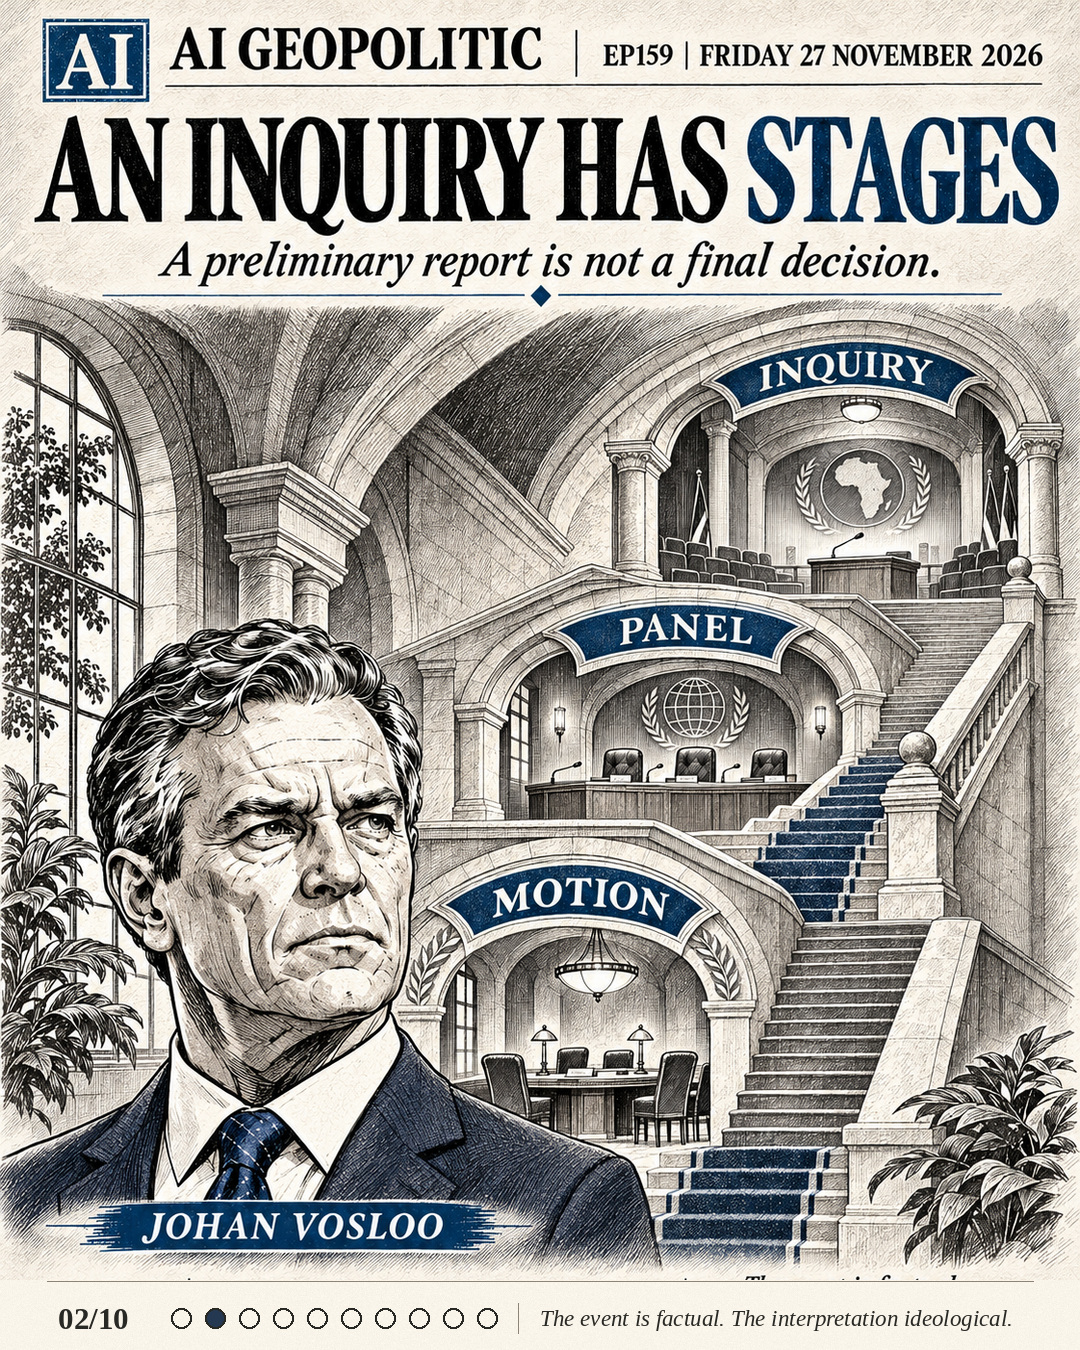 AI
AI GEOPOLITIC
EP159 | FRIDAY 27 NOVEMBER 2026
AN INQUIRY HAS STAGES
A preliminary report is not a final decision.
INQUIRY
PANEL
MOTION
JOHAN VOSLOO
02/10
The event is factual. The interpretation ideological.